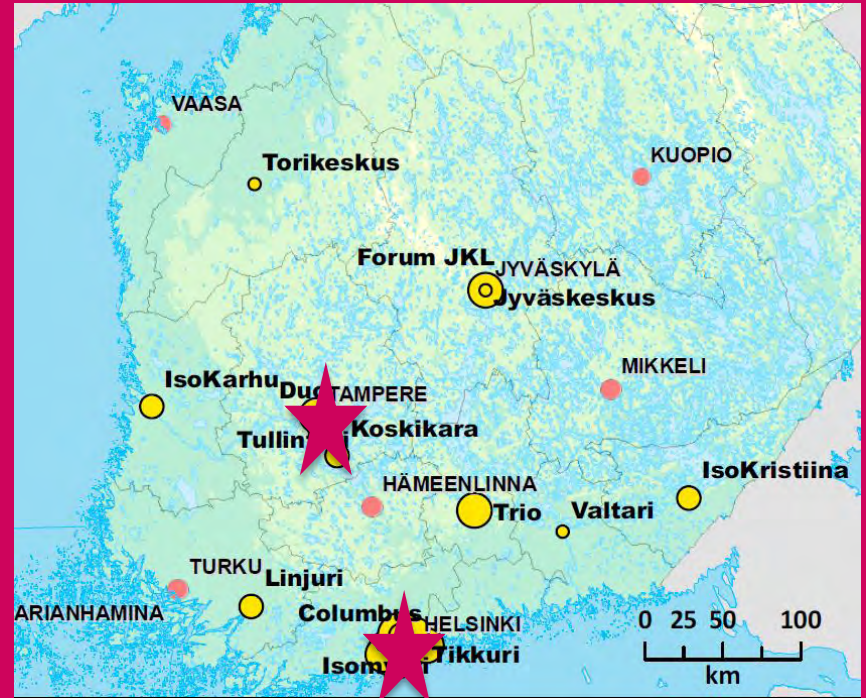 VAASA
Torikeskus
KUOPIO
Forum JKL
JYVÄSKYLÄ
Jyväskeskus
MIKKELI
IsoKarhu
TAMPERE
Koskikara
IsoKristiina
HÄMEENLINNA
Trio
Valtari
TURKU
Linjuri
ARIANHAMINA
Columbus
HELSINKI
Tikkuri
0 25 50 100
km